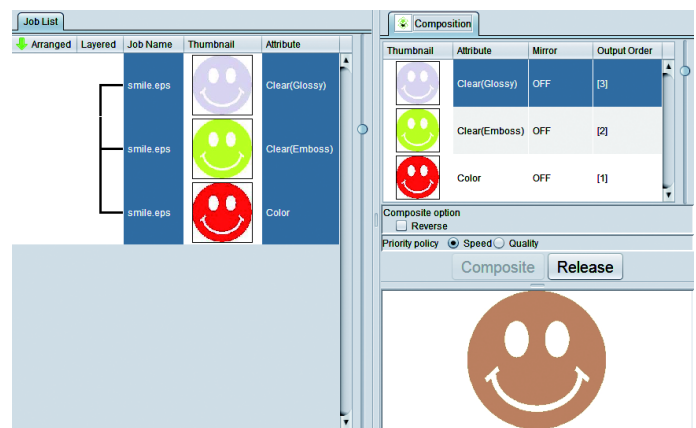 Job List
Arranged Layered Job Name Thumbnail Attribute
smile.eps Clear(Glossy)
smile.eps Clear(Emboss)
smile.eps Color
Composition
Thumbnail Attribute Mirror Output Order
Clear(Glossy) OFF [3]
Clear(Emboss) OFF [2]
Color OFF [1]
Composite option
Reverse
Priority policy Speed Quality
Composite Release